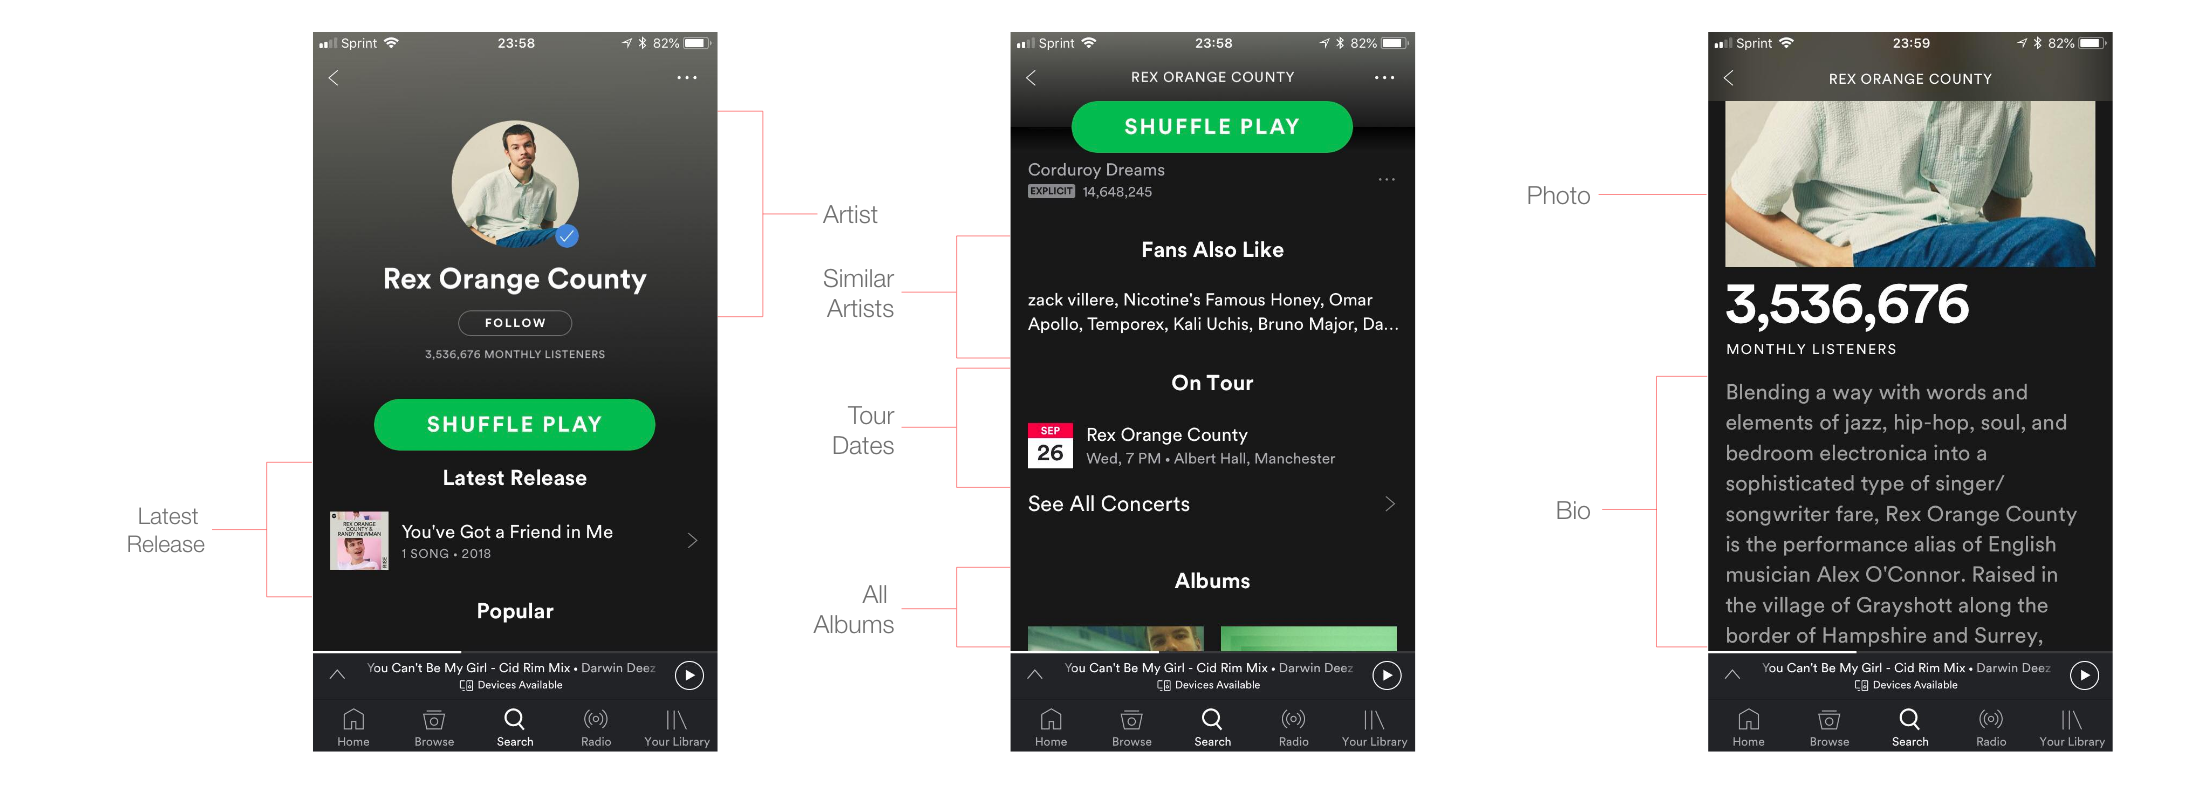 Sprint 23:58 82%
Rex Orange County
FOLLOW
3,536,676 MONTHLY LISTENERS
SHUFFLE PLAY
Latest Release
REX ORANGE
COUNTY &
RANDY NEWMAN
You've Got a Friend in Me
1 SONG • 2018
Popular
You Can't Be My Girl - Cid Rim Mix • Darwin Deez
Devices Available
Home Browse Search Radio Your Library
Latest
Release
Artist
Sprint 23:58 82%
REX ORANGE COUNTY
SHUFFLE PLAY
Corduroy Dreams
EXPLICIT 14,648,245
Fans Also Like
zack villere, Nicotine's Famous Honey, Omar
Apollo, Temporex, Kali Uchis, Bruno Major, Da...
On Tour
SEP
26
Rex Orange County
Wed, 7 PM • Albert Hall, Manchester
See All Concerts
Albums
You Can't Be My Girl - Cid Rim Mix • Darwin Deez
Devices Available
Home Browse Search Radio Your Library
Similar
Artists
Tour
Dates
All
Albums
Sprint 23:59 82%
REX ORANGE COUNTY
3,536,676
MONTHLY LISTENERS
Blending a way with words and
elements of jazz, hip-hop, soul, and
bedroom electronica into a
sophisticated type of singer/
songwriter fare, Rex Orange County
is the performance alias of English
musician Alex O'Connor. Raised in
the village of Grayshott along the
border of Hampshire and Surrey,
You Can't Be My Girl - Cid Rim Mix • Darwin Deez
Devices Available
Home Browse Search Radio Your Library
Photo
Bio